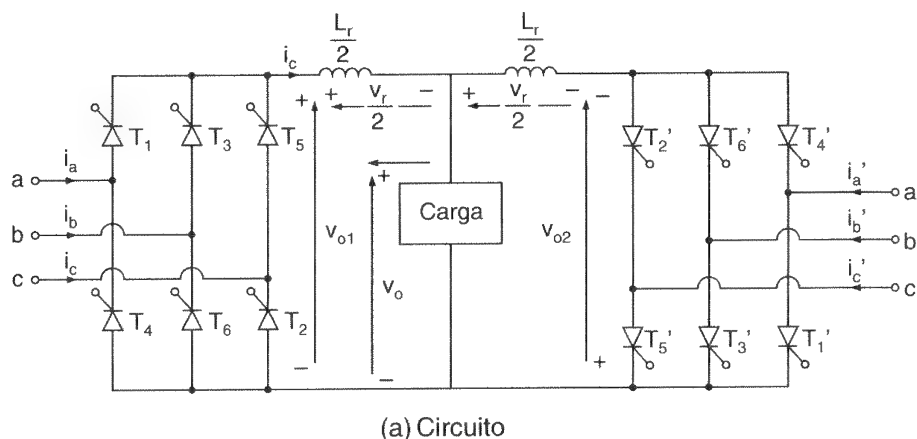 L_r/2 L_r/2
i_c
+ + v_r/2 − − v_r/2 − −
T_1 T_3 T_5 T_2' T_6' T_4'
+
a i_a i_a' a
Carga
b i_b v_o1 v_o2 i_b' b
c i_c v_o i_c' c
T_4 T_6 T_2 T_5' T_3' T_1'
− − +
(a) Circuito